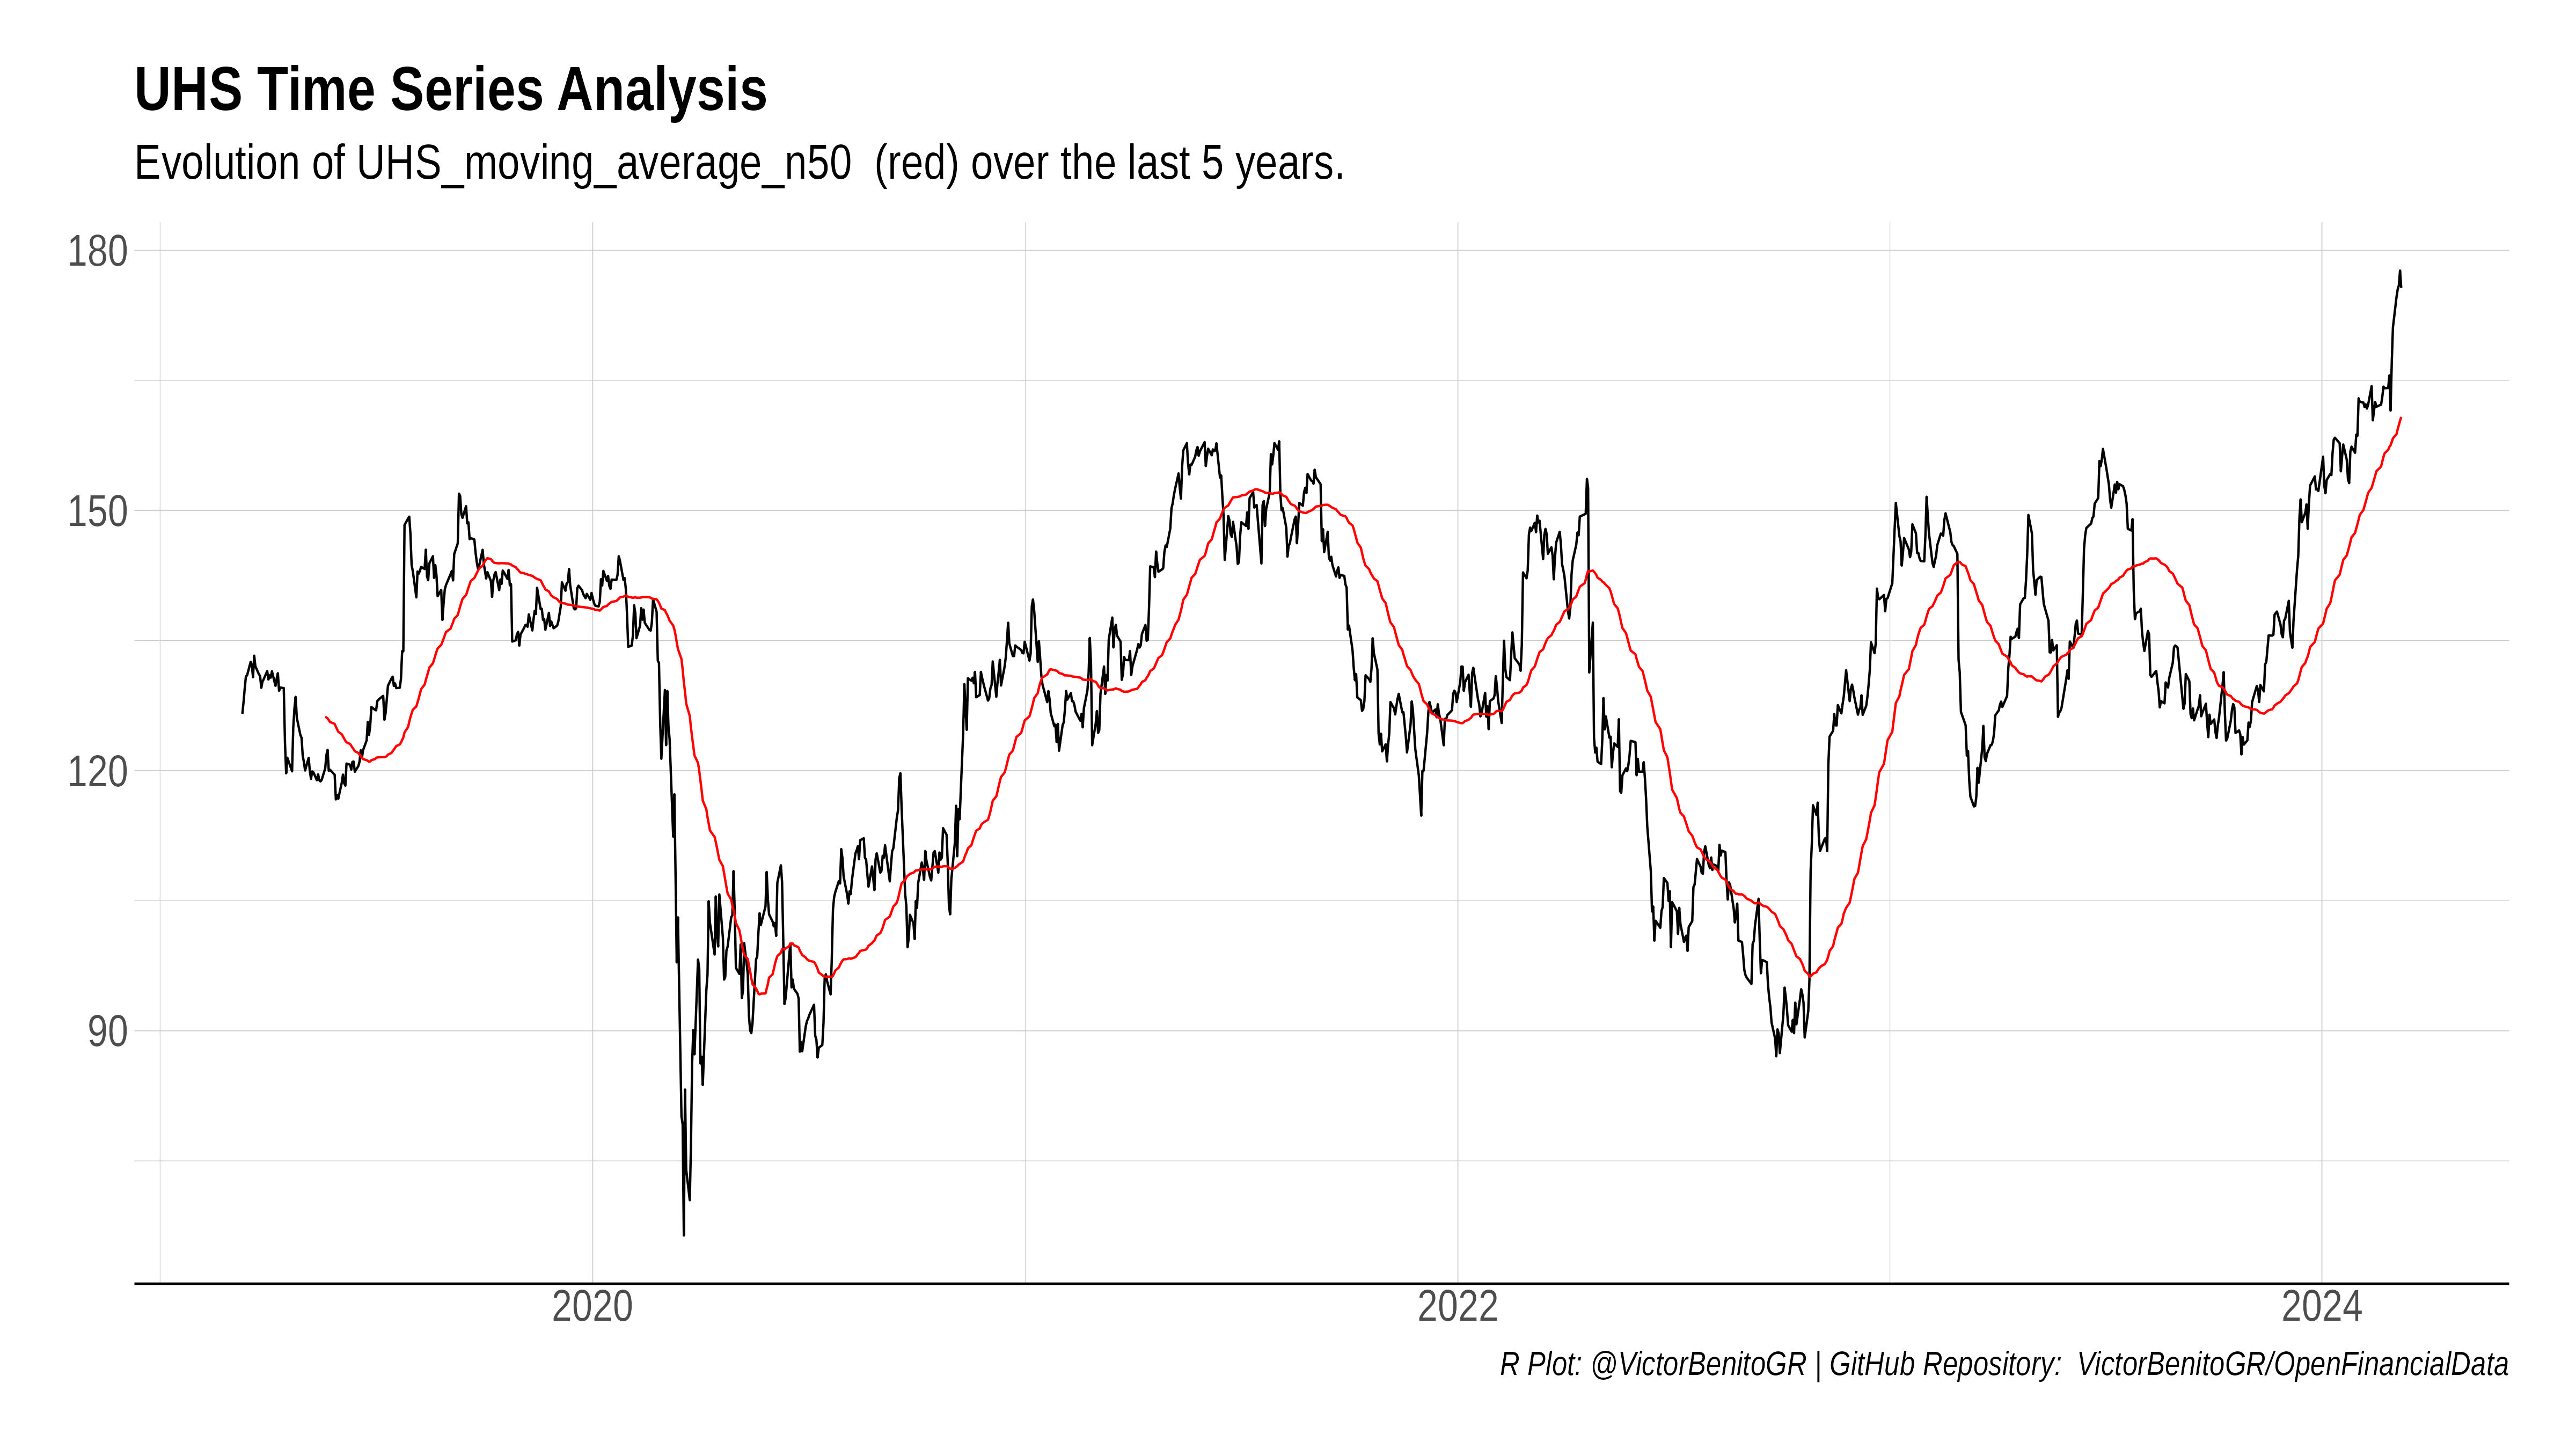 UHS Time Series Analysis
Evolution of UHS_moving_average_n50  (red) over the last 5 years.
180
150
120
90
2020 2022 2024
R Plot: @VictorBenitoGR | GitHub Repository:  VictorBenitoGR/OpenFinancialData